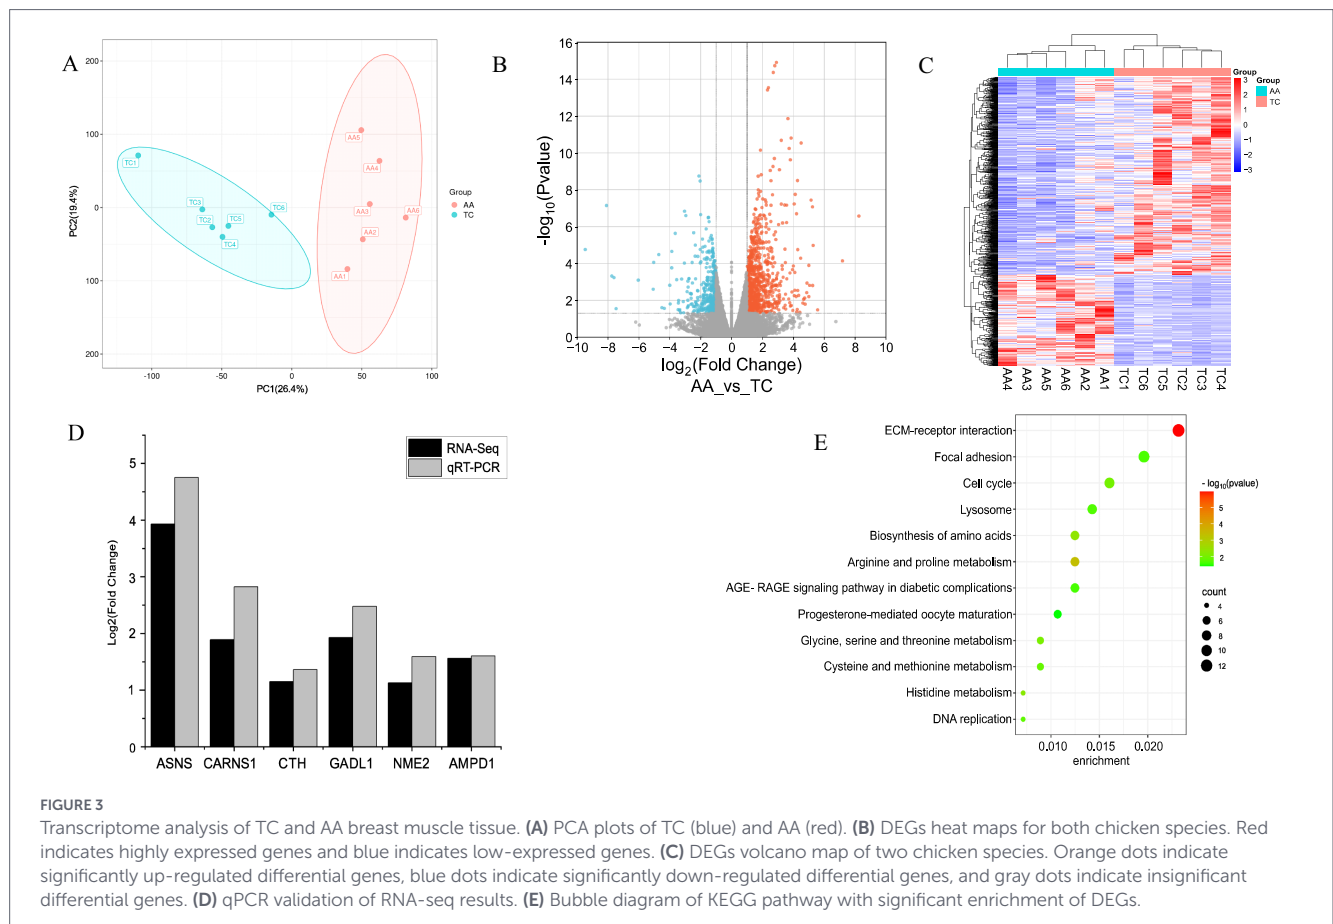 A
200
100
0
100
200
PC2(19.4%)
-100
-50
0
50
100
PC1(26.4%)
TC1
TC3
TC2
TC5
TC4
TC6
AA5
AA4
AA3
AA6
AA2
AA1
Group
AA
TC
B
16
15
14
12
11
10
8
7
6
4
2
1
0
-log10(Pvalue)
−10
−8
−6
−4
−2
0
2
4
6
8
10
log2(Fold Change)
AA_vs_TC
C
Group
3
2
1
0
−1
−2
−3
Group
AA
TC
AA4
AA3
AA5
AA6
AA2
AA1
TC1
TC6
TC5
TC2
TC3
TC4
D
RNA-Seq
qRT-PCR
5
4
3
2
1
0
Log2(Fold Change)
ASNS
CARNS1
CTH
GADL1
NME2
AMPD1
E
ECM-receptor interaction
Focal adhesion
Cell cycle
Lysosome
Biosynthesis of amino acids
Arginine and proline metabolism
AGE- RAGE signaling pathway in diabetic complications
Progesterone-mediated oocyte maturation
Glycine, serine and threonine metabolism
Cysteine and methionine metabolism
Histidine metabolism
DNA replication
0.010
0.015
0.020
enrichment
- log10(pvalue)
5
4
3
2
count
4
6
8
10
12
FIGURE 3
Transcriptome analysis of TC and AA breast muscle tissue. (A) PCA plots of TC (blue) and AA (red). (B) DEGs heat maps for both chicken species. Red
indicates highly expressed genes and blue indicates low-expressed genes. (C) DEGs volcano map of two chicken species. Orange dots indicate
significantly up-regulated differential genes, blue dots indicate significantly down-regulated differential genes, and gray dots indicate insignificant
differential genes. (D) qPCR validation of RNA-seq results. (E) Bubble diagram of KEGG pathway with significant enrichment of DEGs.